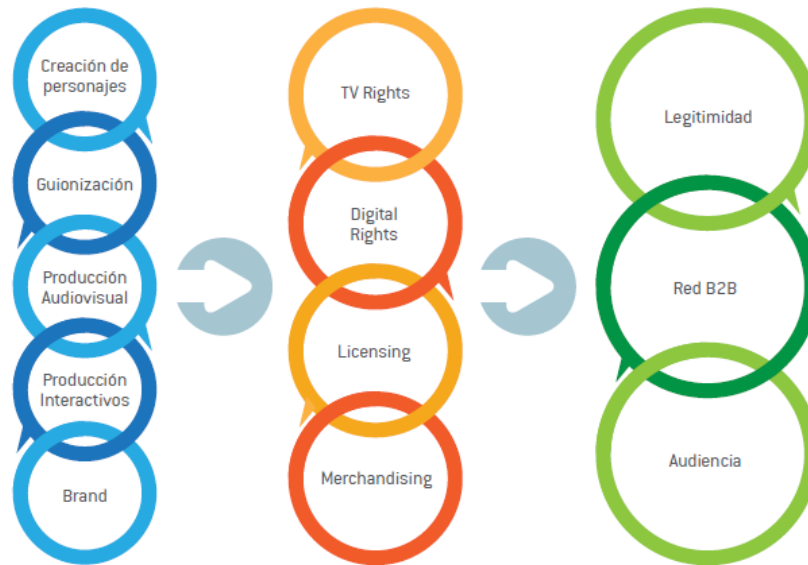 Creación de
personajes
Guionización
Producción
Audiovisual
Producción
Interactivos
Brand
TV Rights
Digital
Rights
Licensing
Merchandising
Legitimidad
Red B2B
Audiencia